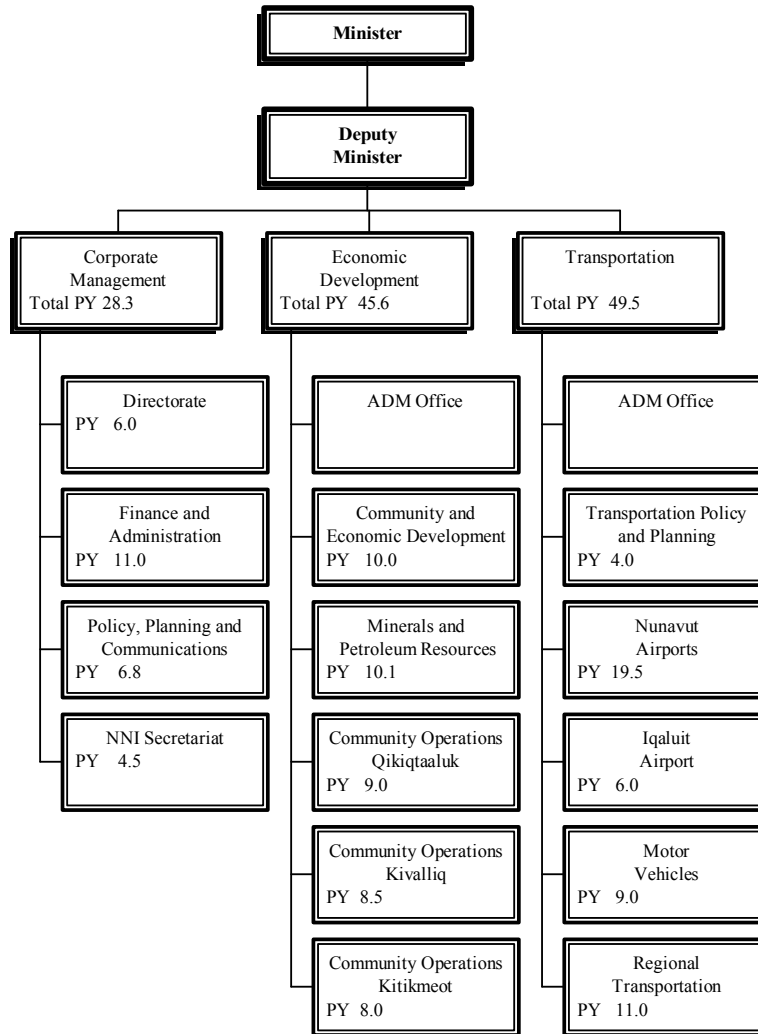 Minister
Deputy
Minister
Corporate
Management
Total PY 28.3
Economic
Development
Total PY 45.6
Transportation
Total PY 49.5
Directorate
PY 6.0
Finance and
Administration
PY 11.0
Policy, Planning and
Communications
PY 6.8
NNI Secretariat
PY 4.5
ADM Office
Community and
Economic Development
PY 10.0
Minerals and
Petroleum Resources
PY 10.1
Community Operations
Qikiqtaaluk
PY 9.0
Community Operations
Kivalliq
PY 8.5
Community Operations
Kitikmeot
PY 8.0
ADM Office
Transportation Policy
and Planning
PY 4.0
Nunavut
Airports
PY 19.5
Iqaluit
Airport
PY 6.0
Motor
Vehicles
PY 9.0
Regional
Transportation
PY 11.0